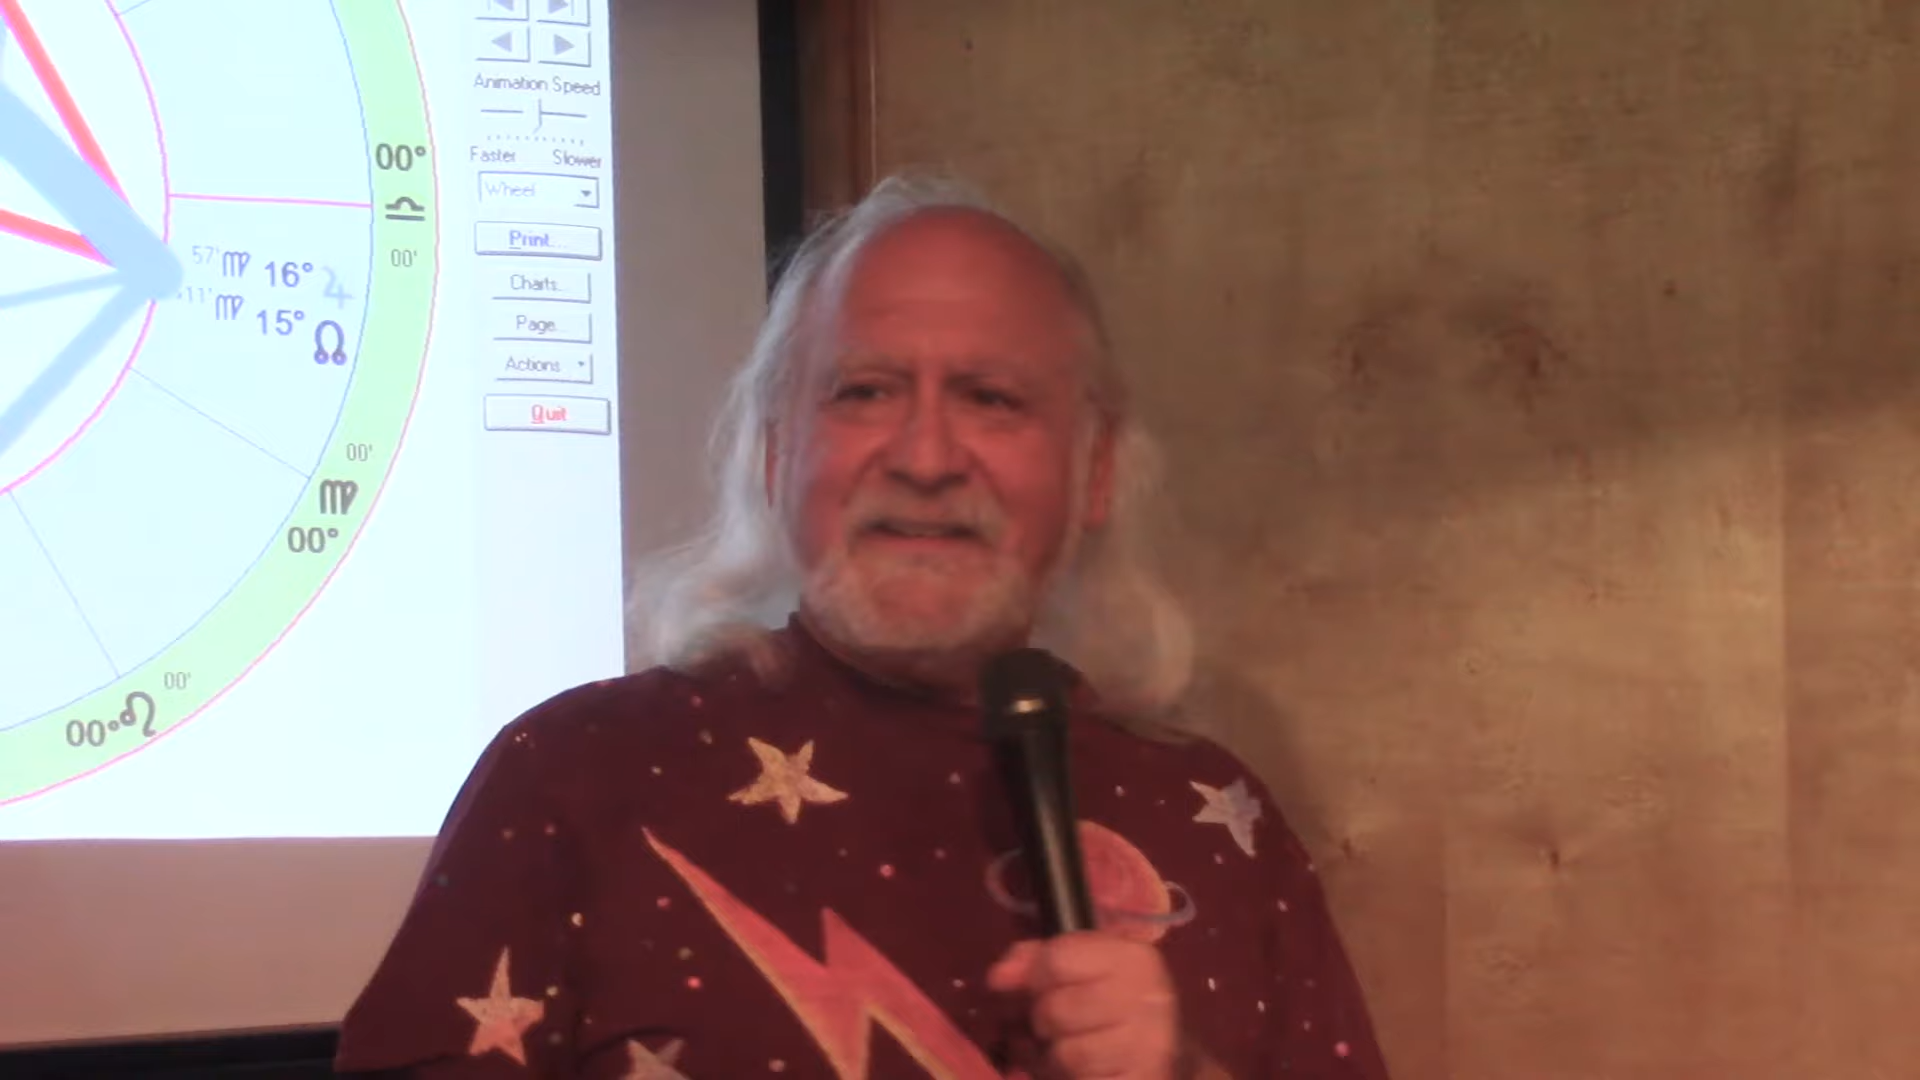 Animation Speed
Faster Slower
Wheel
Print...
Charts...
Page...
Actions
Quit
00°
♎
00'
57' ♍ 16° ♃
11' ♍ 15° ☊
00'
♍
00°
00'
00° ♌